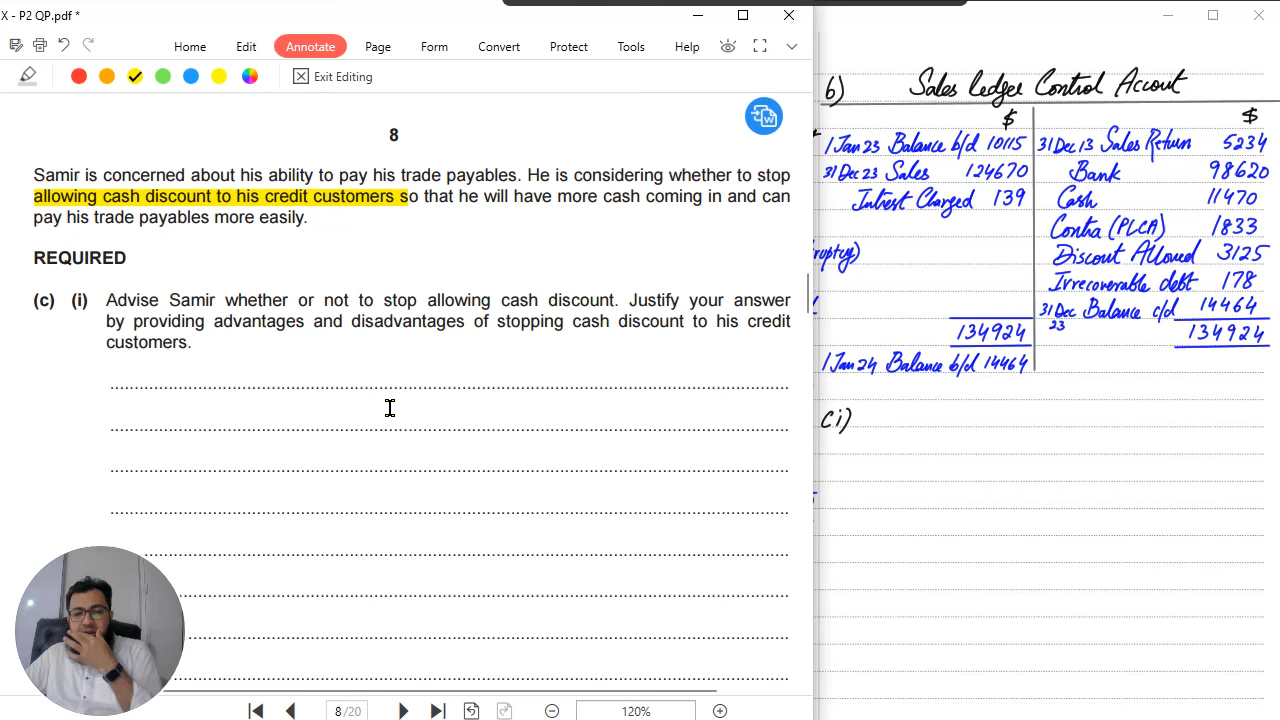 X - P2 QP.pdf *
Home Edit Annotate Page Form Convert Protect Tools Help
Exit Editing
8
Samir is concerned about his ability to pay his trade payables. He is considering whether to stop
allowing cash discount to his credit customers so that he will have more cash coming in and can
pay his trade payables more easily.
REQUIRED
(c) (i) Advise Samir whether or not to stop allowing cash discount. Justify your answer
by providing advantages and disadvantages of stopping cash discount to his credit
customers.
8 /20
120%
b) Sales Ledger Control Account
$ $
1 Jan 23 Balance b/d 10115 31 Dec 13 Sales Return 5234
31 Dec 23 Sales 124670 Bank 98620
Intrest Charged 139 Cash 11470
Contra (PLCA) 1833
ruptcy) Discout Allowed 3125
Irrecoverable debt 178
31 Dec Balance c/d 14464
23
134924 134924
1 Jan 24 Balance b/d 14464
Ci)